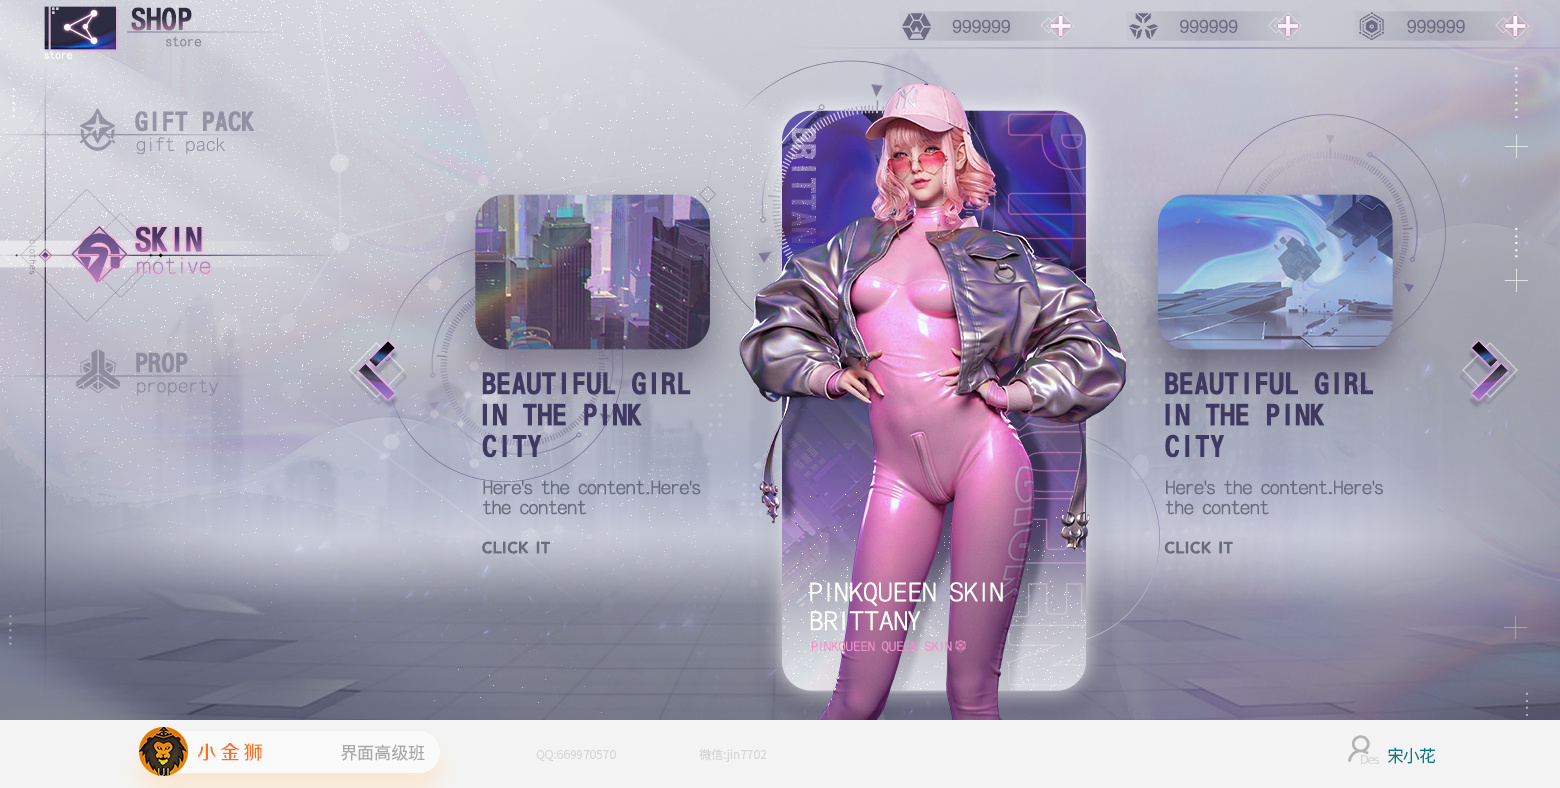 SHOP
store
store
999999
999999
999999
GIFT PACK
gift pack
SKIN
motive
PROP
property
BEAUTIFUL GIRL
IN THE PINK
CITY
Here's the content.Here's
the content
CLICK IT
BRITTANY
NY
PINKQUEEN SKIN
BRITTANY
PINKQUEEN QUEEN SKIN
BEAUTIFUL GIRL
IN THE PINK
CITY
Here's the content.Here's
the content
CLICK IT
小金狮
界面高级班
QQ:669970570
微信:jin7702
Des
宋小花